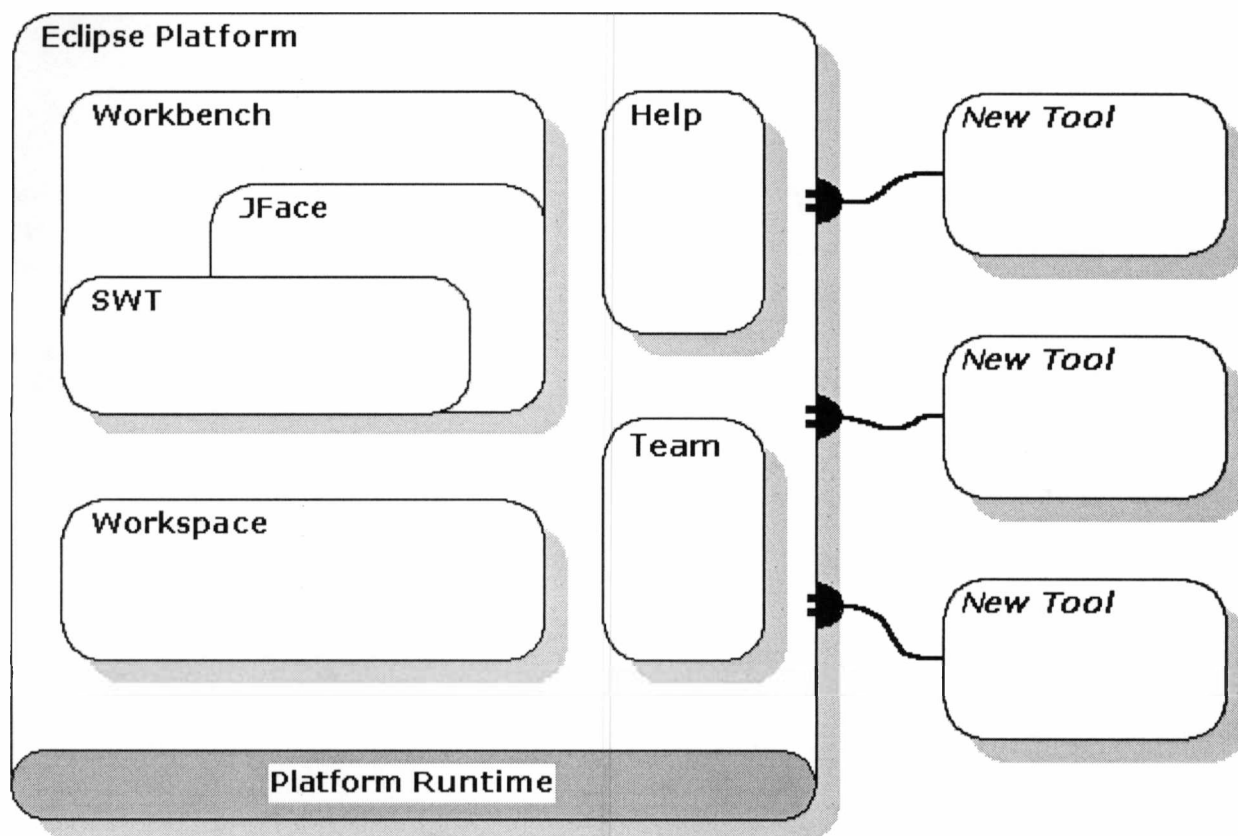 Eclipse Platform
Workbench
JFace
SWT
Workspace
Help
Team
Platform Runtime
New Tool
New Tool
New Tool